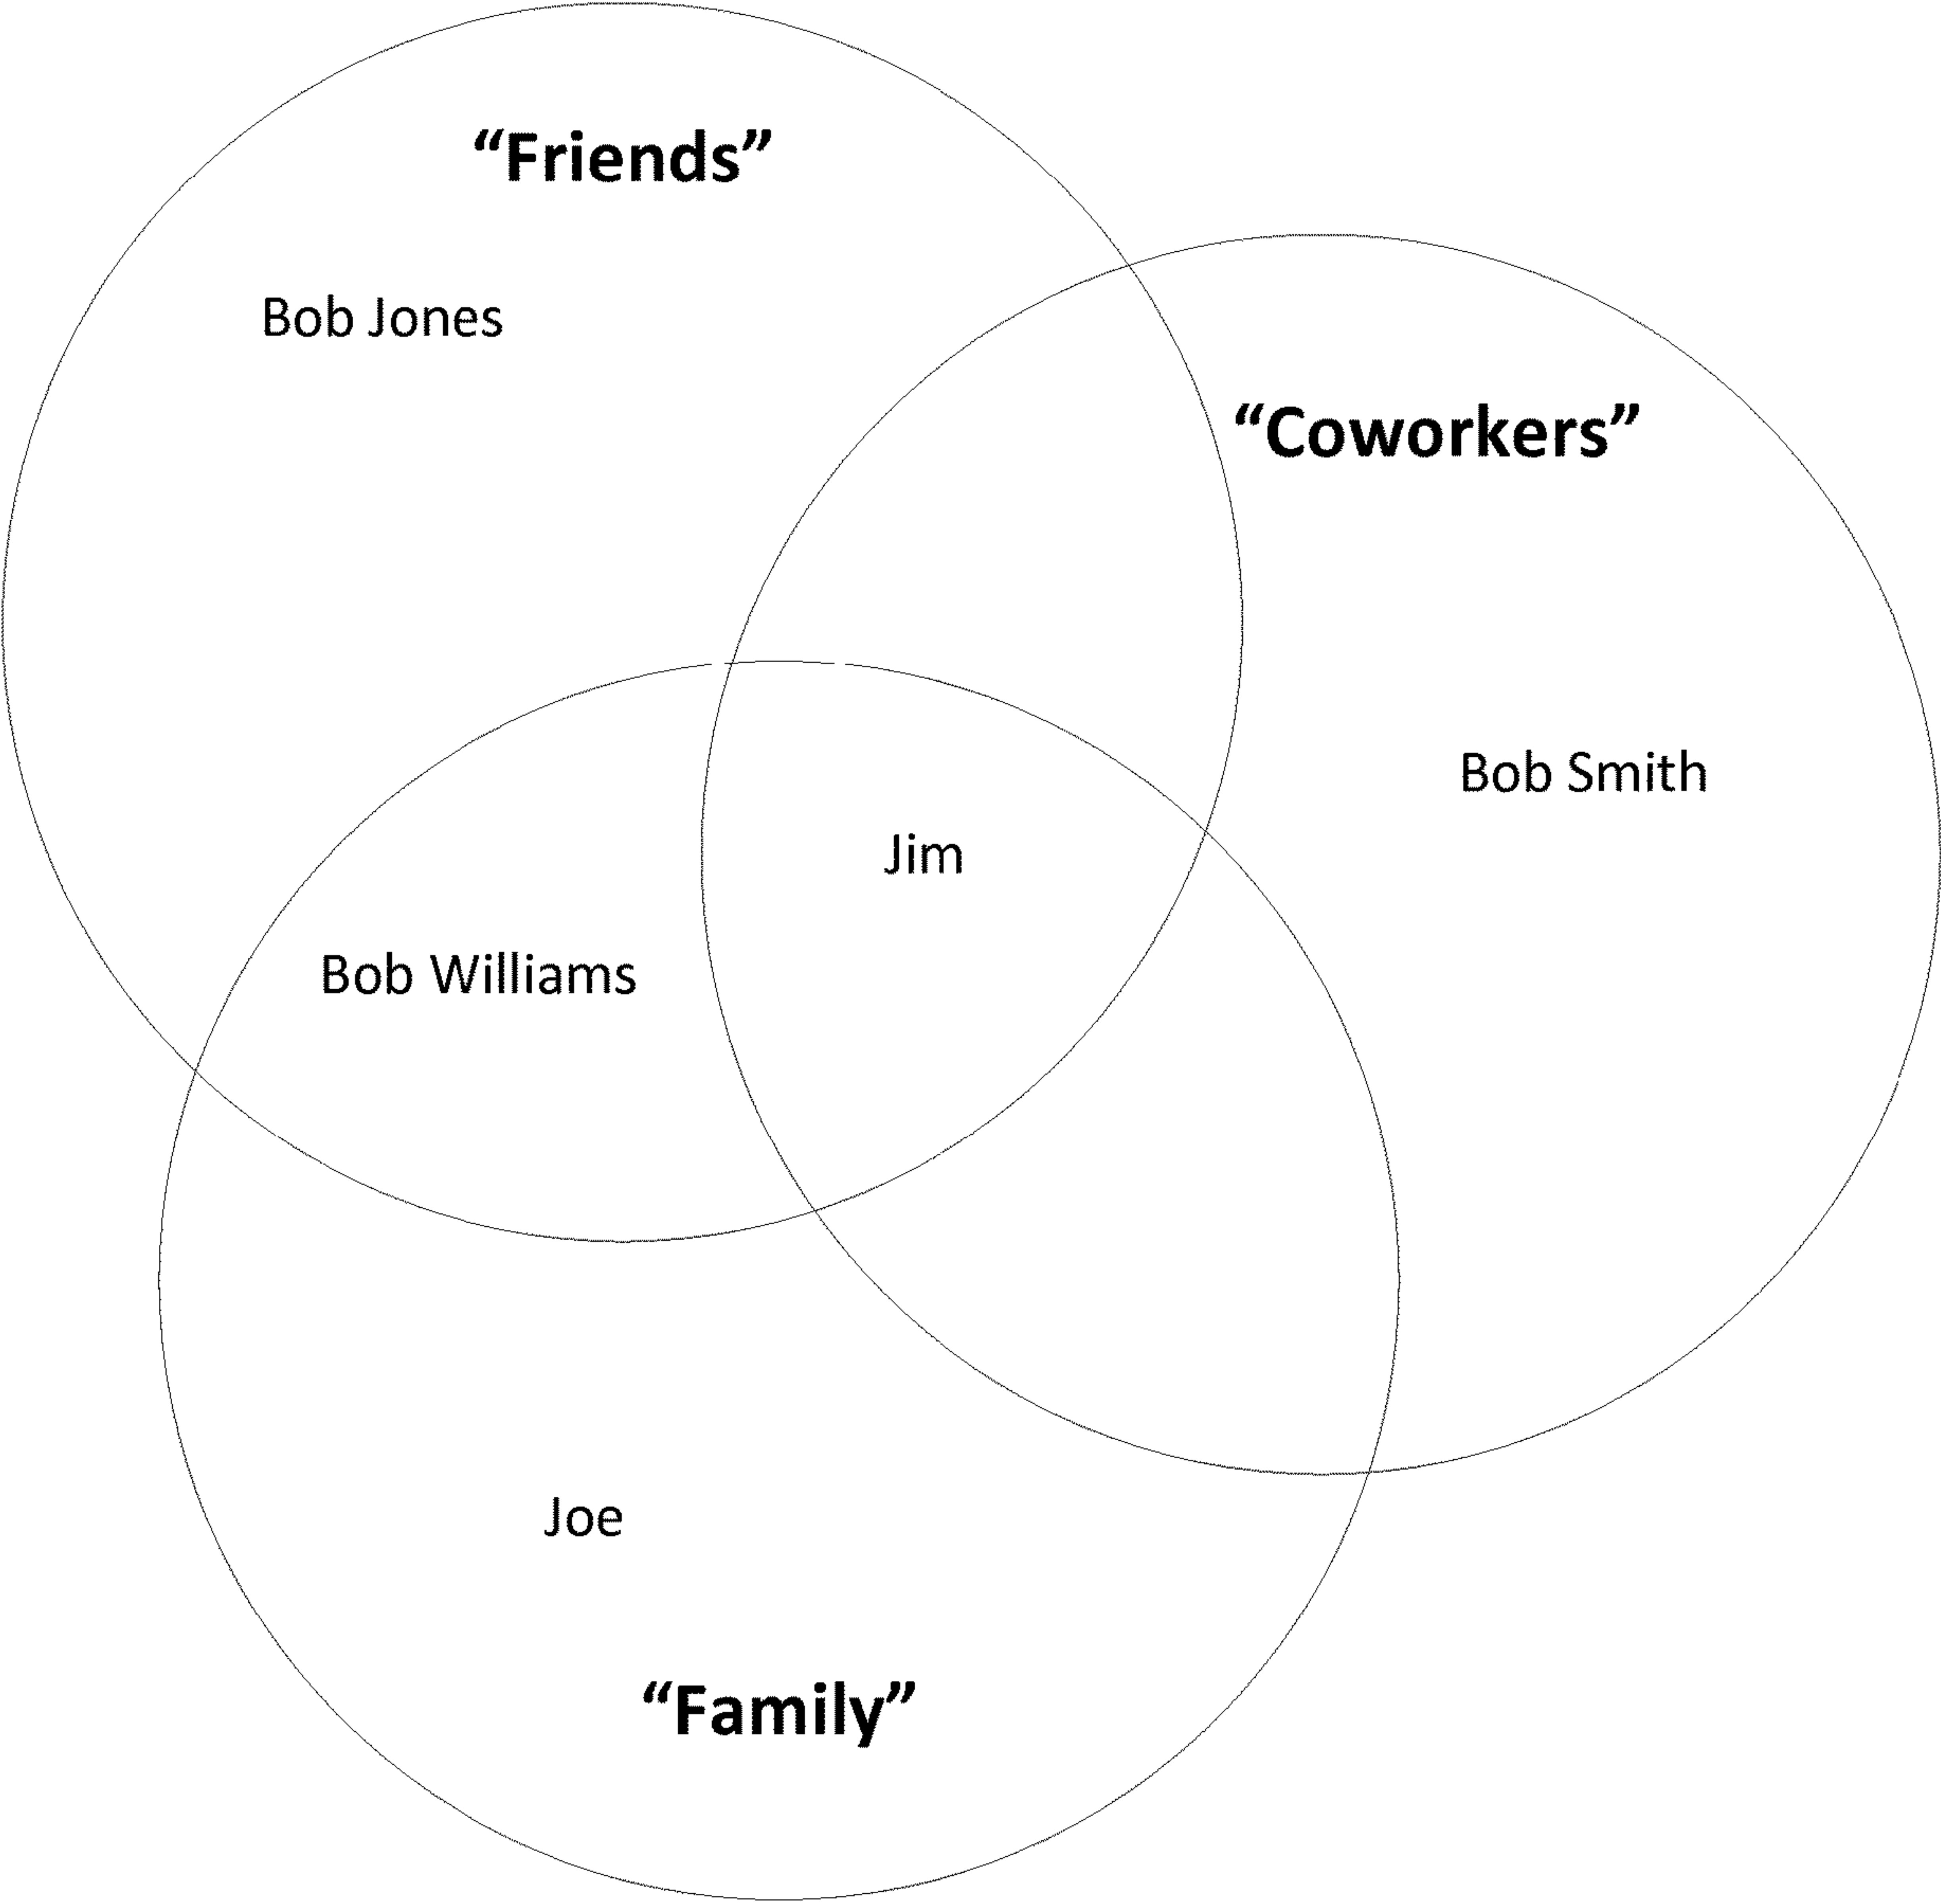 “Friends”
Bob Jones
“Coworkers”
Bob Smith
Jim
Bob Williams
Joe
“Family”